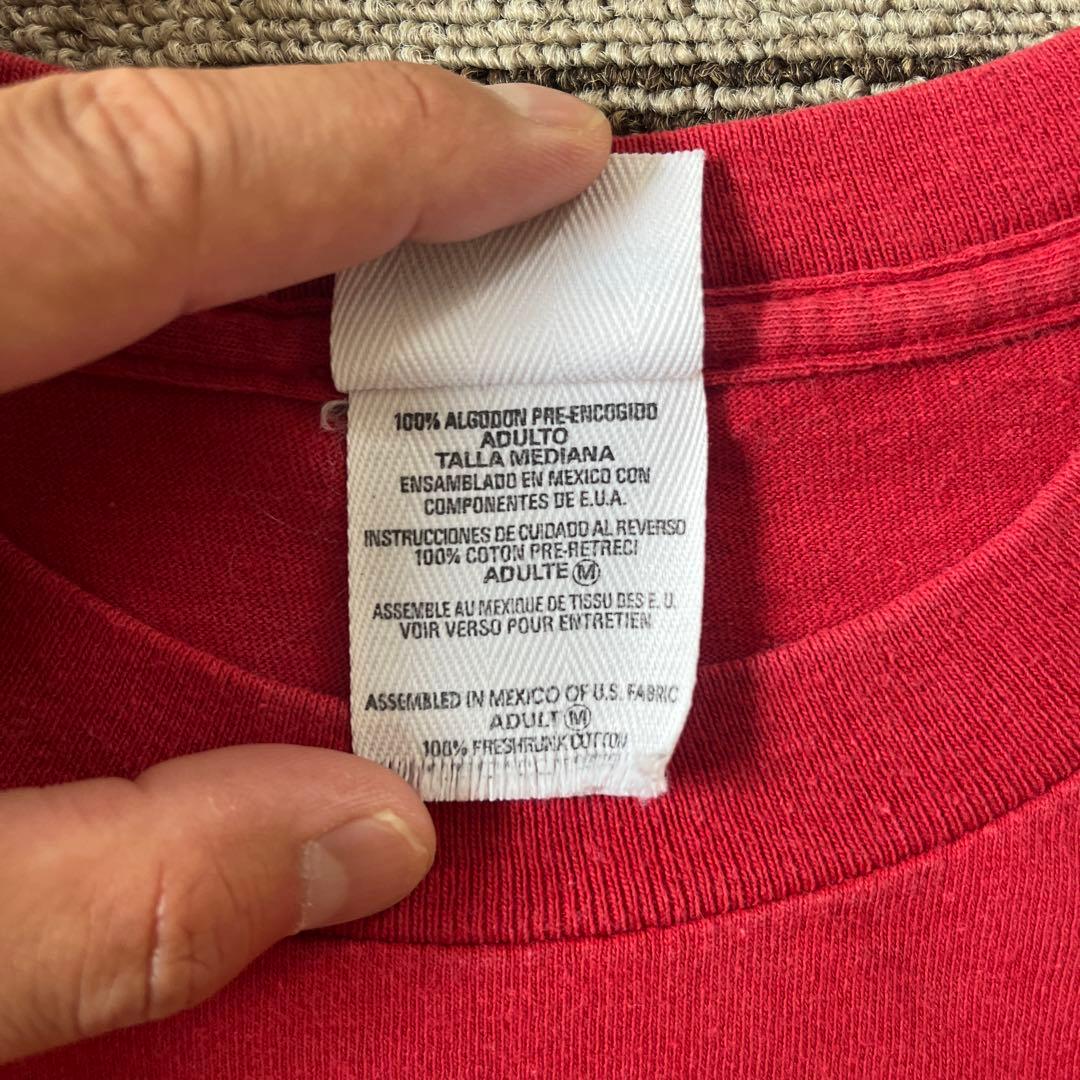 100% ALGODON PRE-ENCOGIDO
ADULTO
TALLA MEDIANA
ENSAMBLADO EN MEXICO CON
COMPONENTES DE E.U.A.
INSTRUCCIONES DE CUIDADO AL REVERSO
100% COTON PRE-RETRECI
ADULTE M
ASSEMBLE AU MEXIQUE DE TISSU DES E. U.
VOIR VERSO POUR ENTRETIEN
ASSEMBLED IN MEXICO OF U.S. FABRIC
ADULT M
100% FRESHRUNK COTTON